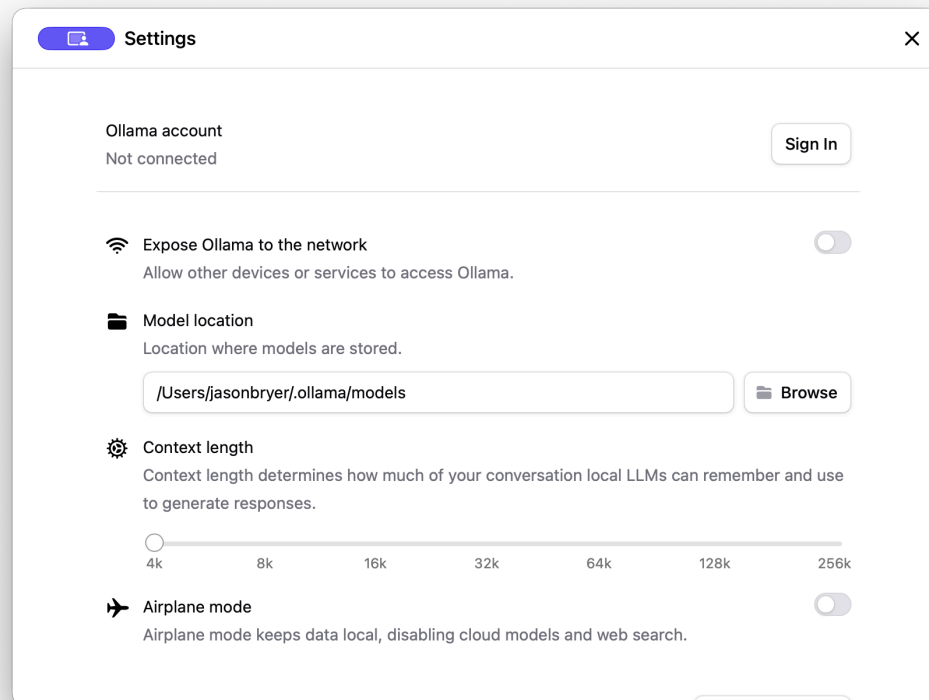 Settings
Ollama account
Not connected
Sign In
Expose Ollama to the network
Allow other devices or services to access Ollama.
Model location
Location where models are stored.
/Users/jasonbryer/.ollama/models
Browse
Context length
Context length determines how much of your conversation local LLMs can remember and use
to generate responses.
4k 8k 16k 32k 64k 128k 256k
Airplane mode
Airplane mode keeps data local, disabling cloud models and web search.